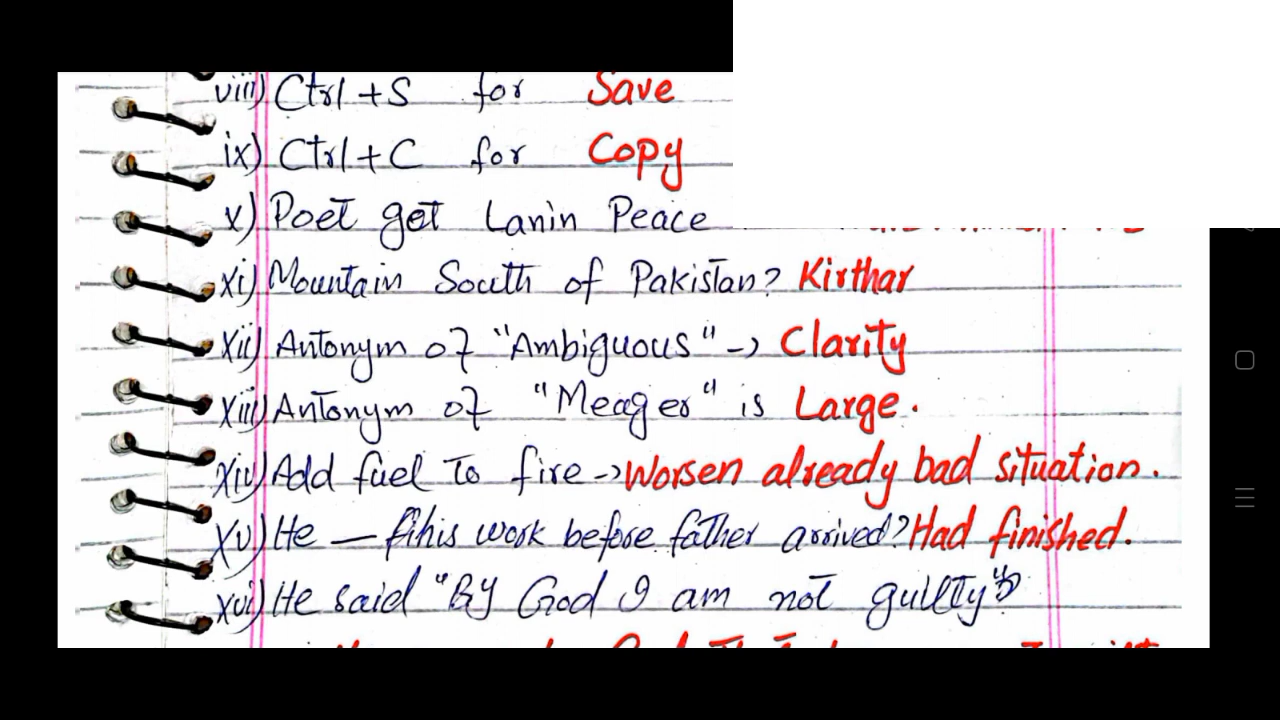 viii) Ctrl+S for Save
ix) Ctrl+C for Copy
x) Poet get Lanin Peace
xi) Mountain South of Pakistan? Kirthar
xii) Antonym of "Ambiguous" -> Clarity
xiii) Antonym of "Meager" is Large.
xiv) Add fuel to fire -> Worsen already bad situation.
xv) He — fihis work before father arrived? Had finished.
xvi) He said "By God I am not guilty"